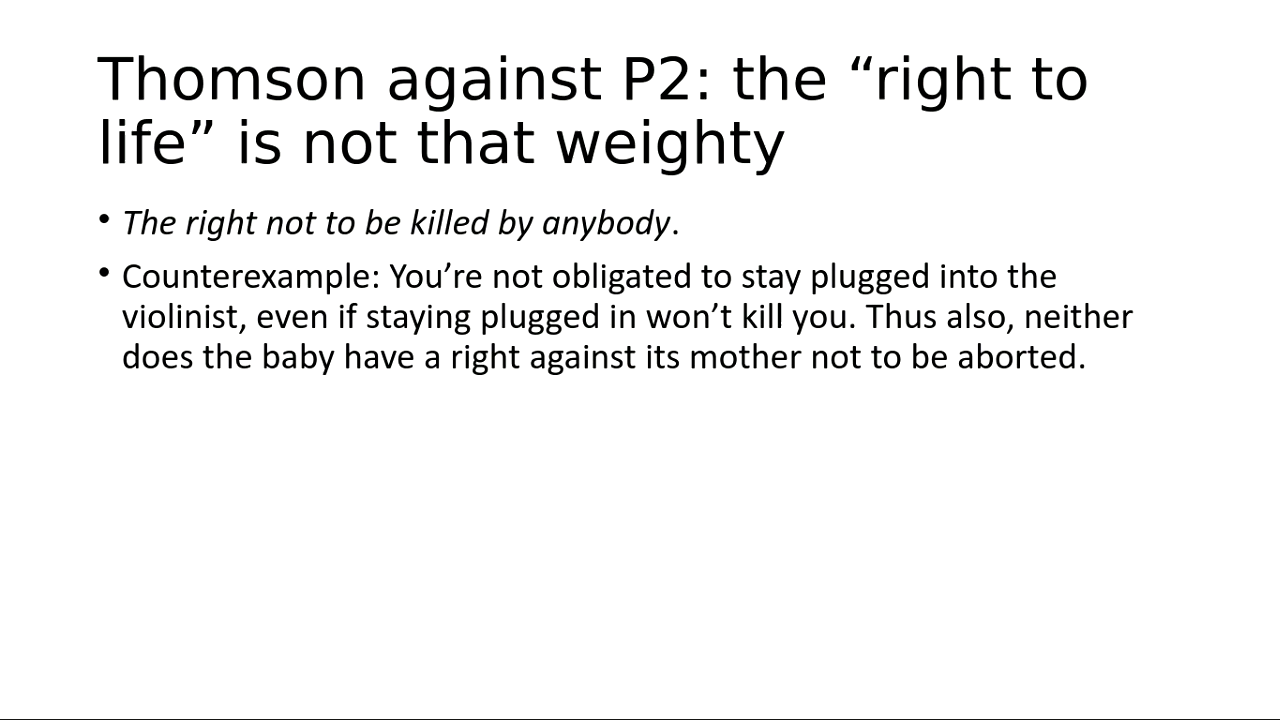 Thomson against P2: the “right to
life” is not that weighty
• The right not to be killed by anybody.
• Counterexample: You’re not obligated to stay plugged into the
violinist, even if staying plugged in won’t kill you. Thus also, neither
does the baby have a right against its mother not to be aborted.